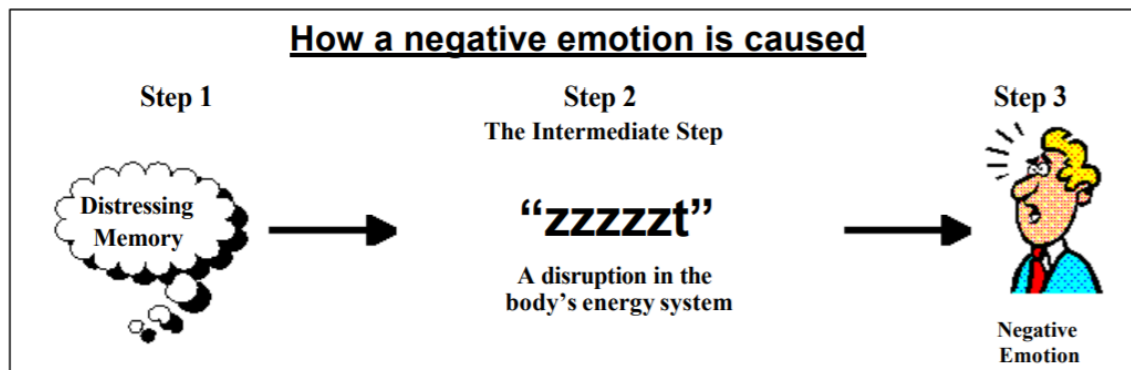 How a negative emotion is caused
Step 1
Step 2
Step 3
The Intermediate Step
Distressing
Memory
“zzzzzt”
A disruption in the
body’s energy system
Negative
Emotion